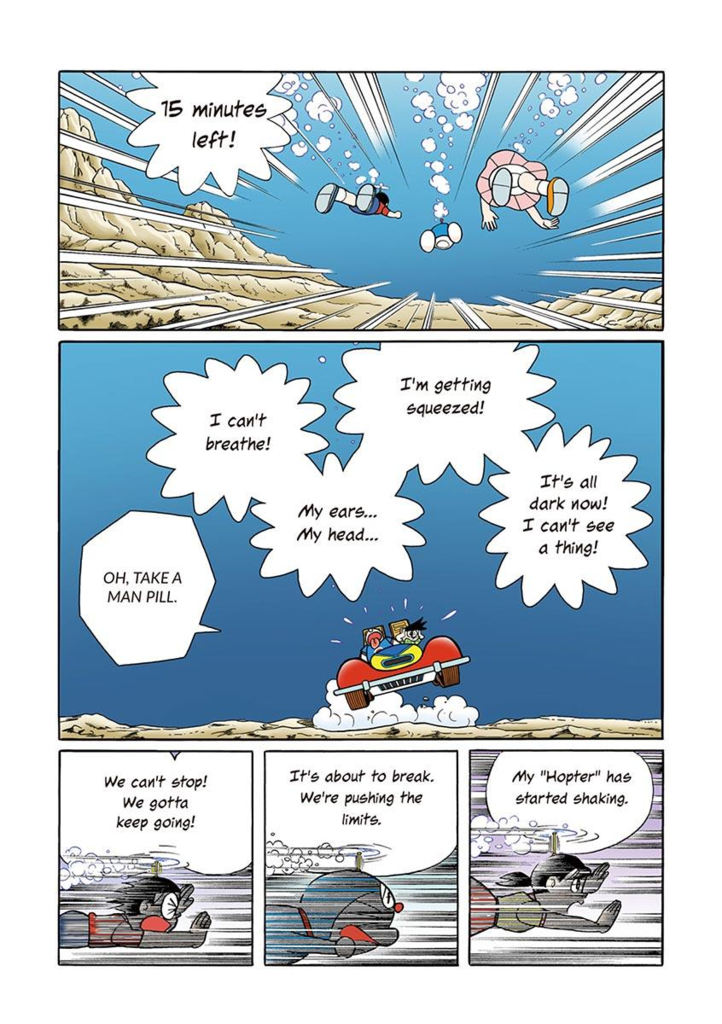 15 minutes
left!
I can't
breathe!
I'm getting
squeezed!
My ears...
My head...
It's all
dark now!
I can't see
a thing!
OH, TAKE A
MAN PILL.
We can't stop!
We gotta
keep going!
It's about to break.
We're pushing the
limits.
My "Hopter" has
started shaking.